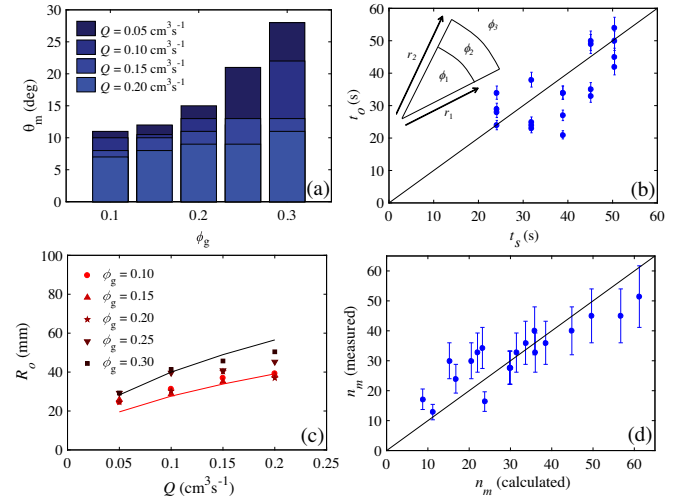 30
25
20
15
10
5
0
θm (deg)
Q = 0.05 cm³s⁻¹
Q = 0.10 cm³s⁻¹
Q = 0.15 cm³s⁻¹
Q = 0.20 cm³s⁻¹
(a)
0.1 0.2 0.3
ϕg
60
50
40
30
20
10
0
to (s)
r2
r1
ϕ1
ϕ2
ϕ3
(b)
0 10 20 30 40 50 60
ts (s)
100
80
60
40
20
0
Ro (mm)
ϕg = 0.10
ϕg = 0.15
ϕg = 0.20
ϕg = 0.25
ϕg = 0.30
(c)
0 0.05 0.1 0.15 0.2 0.25
Q (cm³s⁻¹)
60
50
40
30
20
10
0
nm (measured)
(d)
0 10 20 30 40 50 60
nm (calculated)